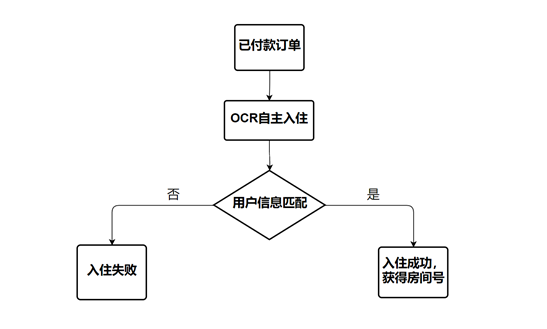 已付款订单
OCR自主入住
用户信息匹配
否
是
入住失败
入住成功，
获得房间号